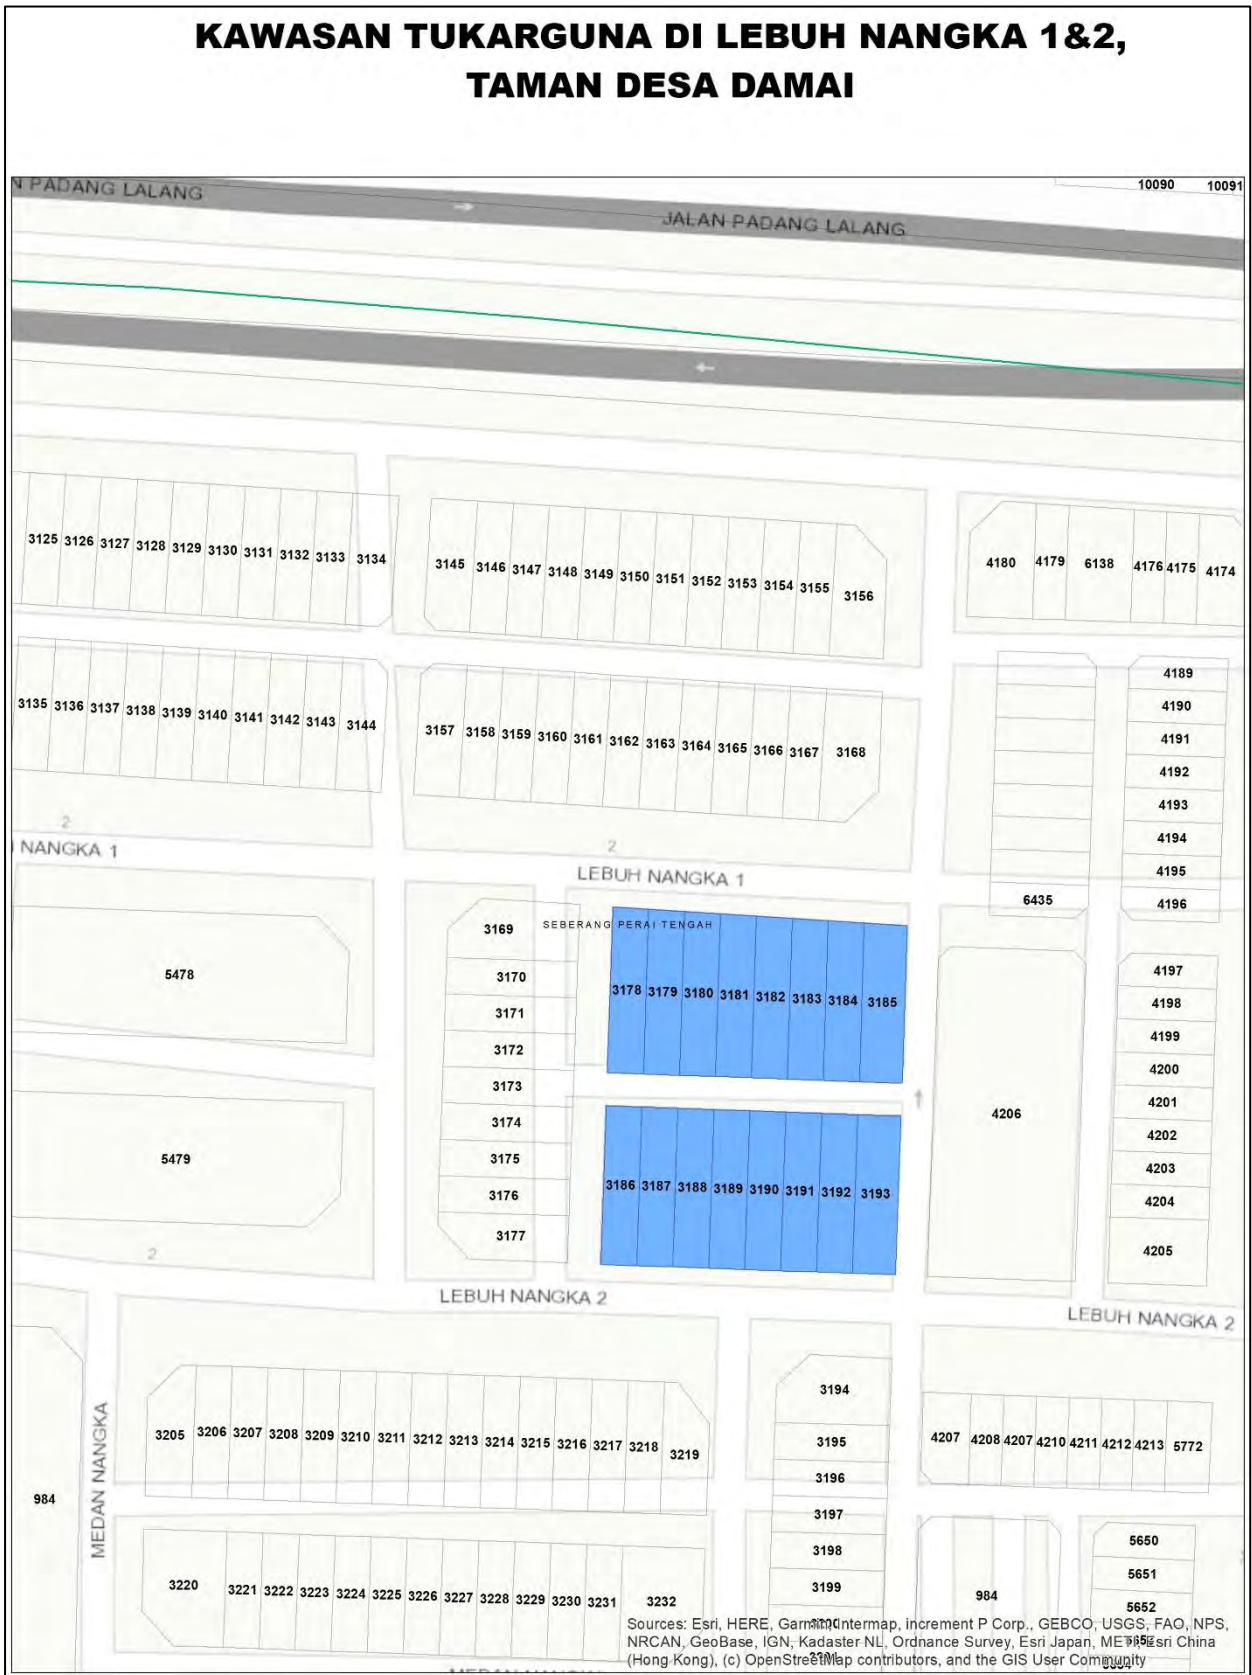 KAWASAN TUKARGUNA DI LEBUH NANGKA 1&2,
TAMAN DESA DAMAI
10090 10091
N PADANG LALANG
JALAN PADANG LALANG
3125 3126 3127 3128 3129 3130 3131 3132 3133 3134
3145 3146 3147 3148 3149 3150 3151 3152 3153 3154 3155 3156
4180 4179 6138 4176 4175 4174
3135 3136 3137 3138 3139 3140 3141 3142 3143 3144
3157 3158 3159 3160 3161 3162 3163 3164 3165 3166 3167 3168
4189
4190
4191
4192
4193
4194
4195
4196
6435
2
NANGKA 1
2
LEBUH NANGKA 1
SEBERANG PERAI TENGAH
5478
3169
3170
3171
3172
3173
3174
3175
3176
3177
3178 3179 3180 3181 3182 3183 3184 3185
3186 3187 3188 3189 3190 3191 3192 3193
4206
4197
4198
4199
4200
4201
4202
4203
4204
4205
5479
2
LEBUH NANGKA 2
LEBUH NANGKA 2
984
MEDAN NANGKA
3205 3206 3207 3208 3209 3210 3211 3212 3213 3214 3215 3216 3217 3218 3219
3194
3195
3196
3197
3198
3199
4207 4208 4207 4210 4211 4212 4213 5772
3220 3221 3222 3223 3224 3225 3226 3227 3228 3229 3230 3231 3232
984
5650
5651
5652
Sources: Esri, HERE, Garmin, Intermap, increment P Corp., GEBCO, USGS, FAO, NPS,
NRCAN, GeoBase, IGN, Kadaster NL, Ordnance Survey, Esri Japan, METI, Esri China
(Hong Kong), (c) OpenStreetMap contributors, and the GIS User Community